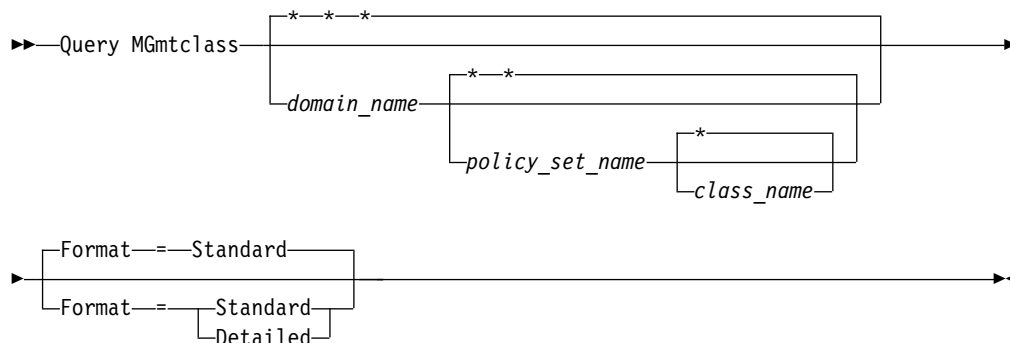 * * *
Query MGmtclass
* *
domain_name
*
policy_set_name
class_name
Format = Standard
Format = Standard
Detailed